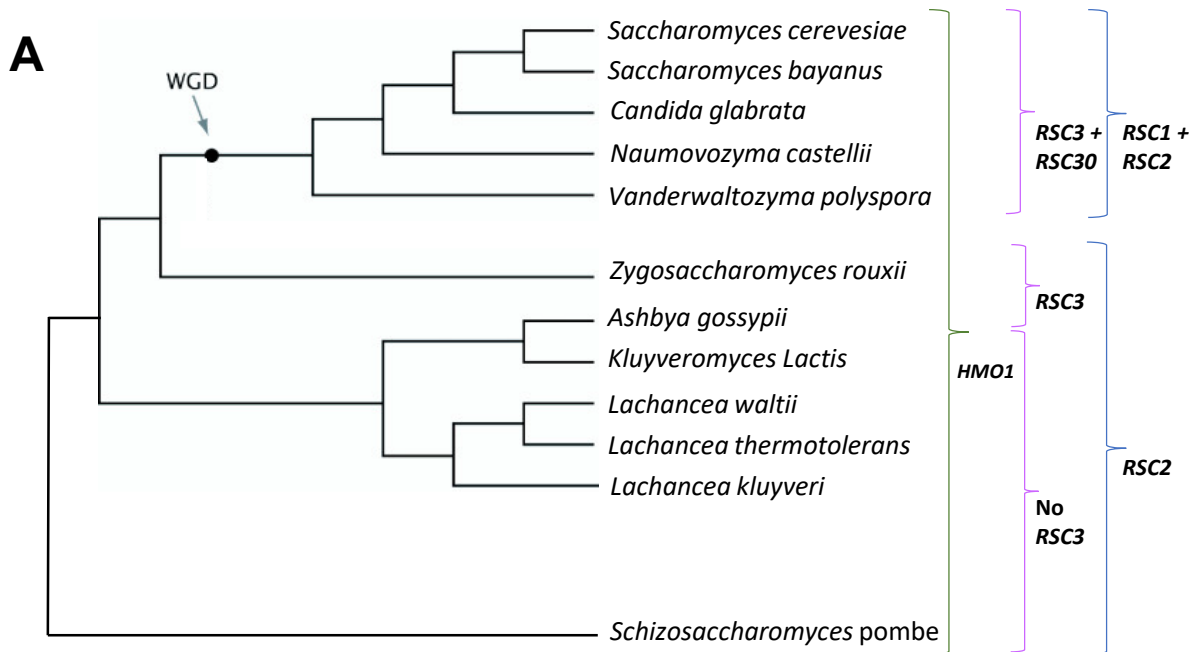 A
WGD
Saccharomyces cerevesiae
Saccharomyces bayanus
Candida glabrata
Naumovozyma castellii
Vanderwaltozyma polyspora
Zygosaccharomyces rouxii
Ashbya gossypii
Kluyveromyces Lactis
Lachancea waltii
Lachancea thermotolerans
Lachancea kluyveri
Schizosaccharomyces pombe
HMO1
RSC3 +
RSC30
RSC3
No
RSC3
RSC1 +
RSC2
RSC2